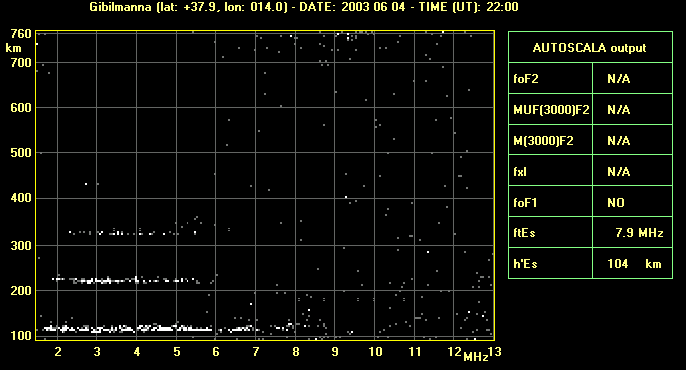 Gibilmanna (lat: +37.9, lon: 014.0) - DATE: 2003 06 04 - TIME (UT): 22:00
760
km
700
600
500
400
300
200
100
2 3 4 5 6 7 8 9 10 11 12 13
MHz
AUTOSCALA output
foF2 N/A
MUF(3000)F2 N/A
M(3000)F2 N/A
fxI N/A
foF1 NO
ftEs 7.9 MHz
h'Es 104 km